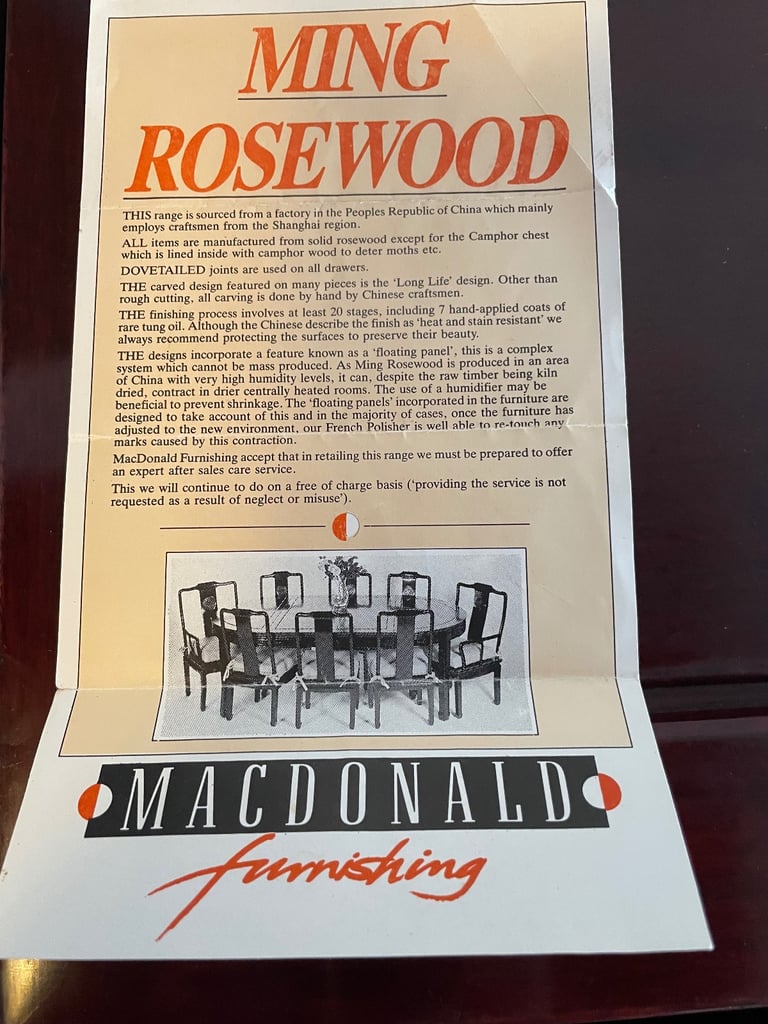 MING
ROSEWOOD
THIS range is sourced from a factory in the Peoples Republic of China which mainly
employs craftsmen from the Shanghai region.
ALL items are manufactured from solid rosewood except for the Camphor chest
which is lined inside with camphor wood to deter moths etc.
DOVETAILED joints are used on all drawers.
THE carved design featured on many pieces is the ‘Long Life’ design. Other than
rough cutting, all carving is done by hand by Chinese craftsmen.
THE finishing process involves at least 20 stages, including 7 hand-applied coats of
rare tung oil. Although the Chinese describe the finish as ‘heat and stain resistant’ we
always recommend protecting the surfaces to preserve their beauty.
THE designs incorporate a feature known as a ‘floating panel’, this is a complex
system which cannot be mass produced. As Ming Rosewood is produced in an area
of China with very high humidity levels, it can, despite the raw timber being kiln
dried, contract in drier centrally heated rooms. The use of a humidifier may be
beneficial to prevent shrinkage. The ‘floating panels’ incorporated in the furniture are
designed to take account of this and in the majority of cases, once the furniture has
adjusted to the new environment, our French Polisher is well able to re-touch any
marks caused by this contraction.
MacDonald Furnishing accept that in retailing this range we must be prepared to offer
an expert after sales care service.
This we will continue to do on a free of charge basis (‘providing the service is not
requested as a result of neglect or misuse’).
MACDONALD
furnishing